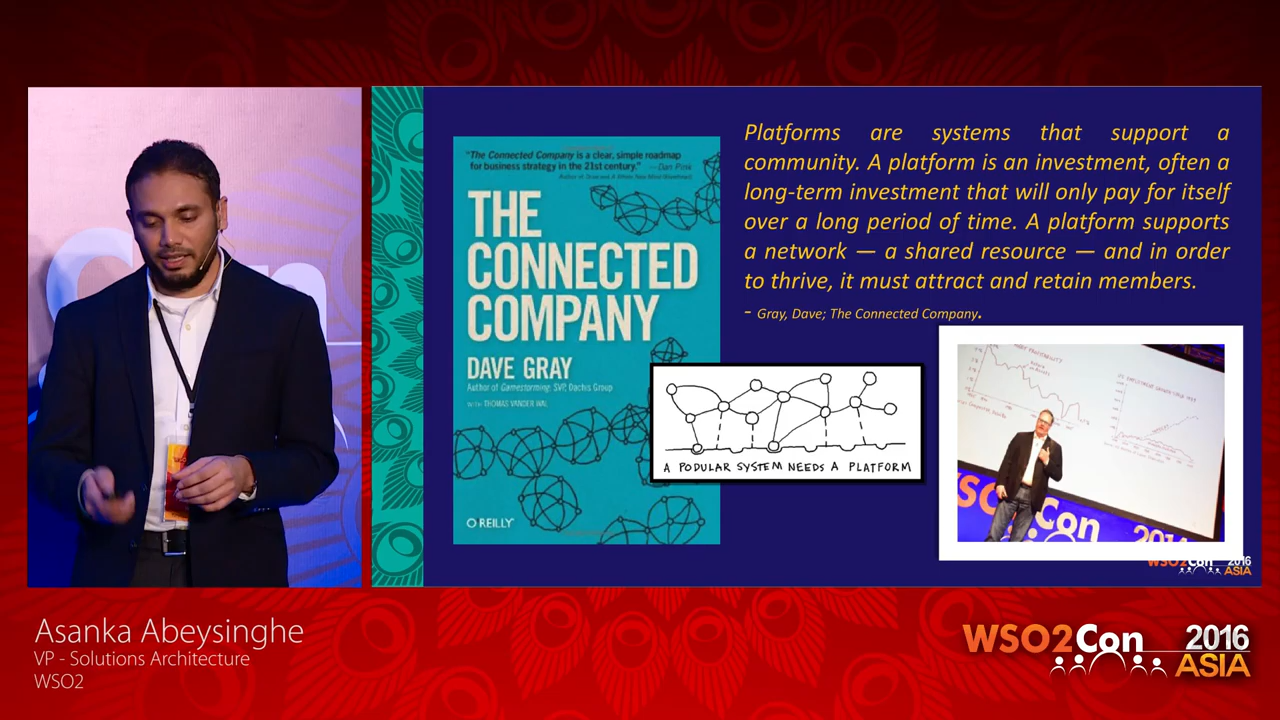 Platforms are systems that support a
community. A platform is an investment, often a
long-term investment that will only pay for itself
over a long period of time. A platform supports
a network — a shared resource — and in order
to thrive, it must attract and retain members.
- Gray, Dave; The Connected Company.
"The Connected Company is a clear, simple roadmap
for business strategy in the 21st century." —Dan Pink
THE
CONNECTED
COMPANY
DAVE GRAY
Author of Gamestorming, SVP, Dachis Group
WITH THOMAS VANDER WAL
O'REILLY
A PODULAR SYSTEM NEEDS A PLATFORM
Con
2014
WSO2Con 2016
ASIA
Asanka Abeysinghe
VP - Solutions Architecture
WSO2
WSO2Con 2016
ASIA